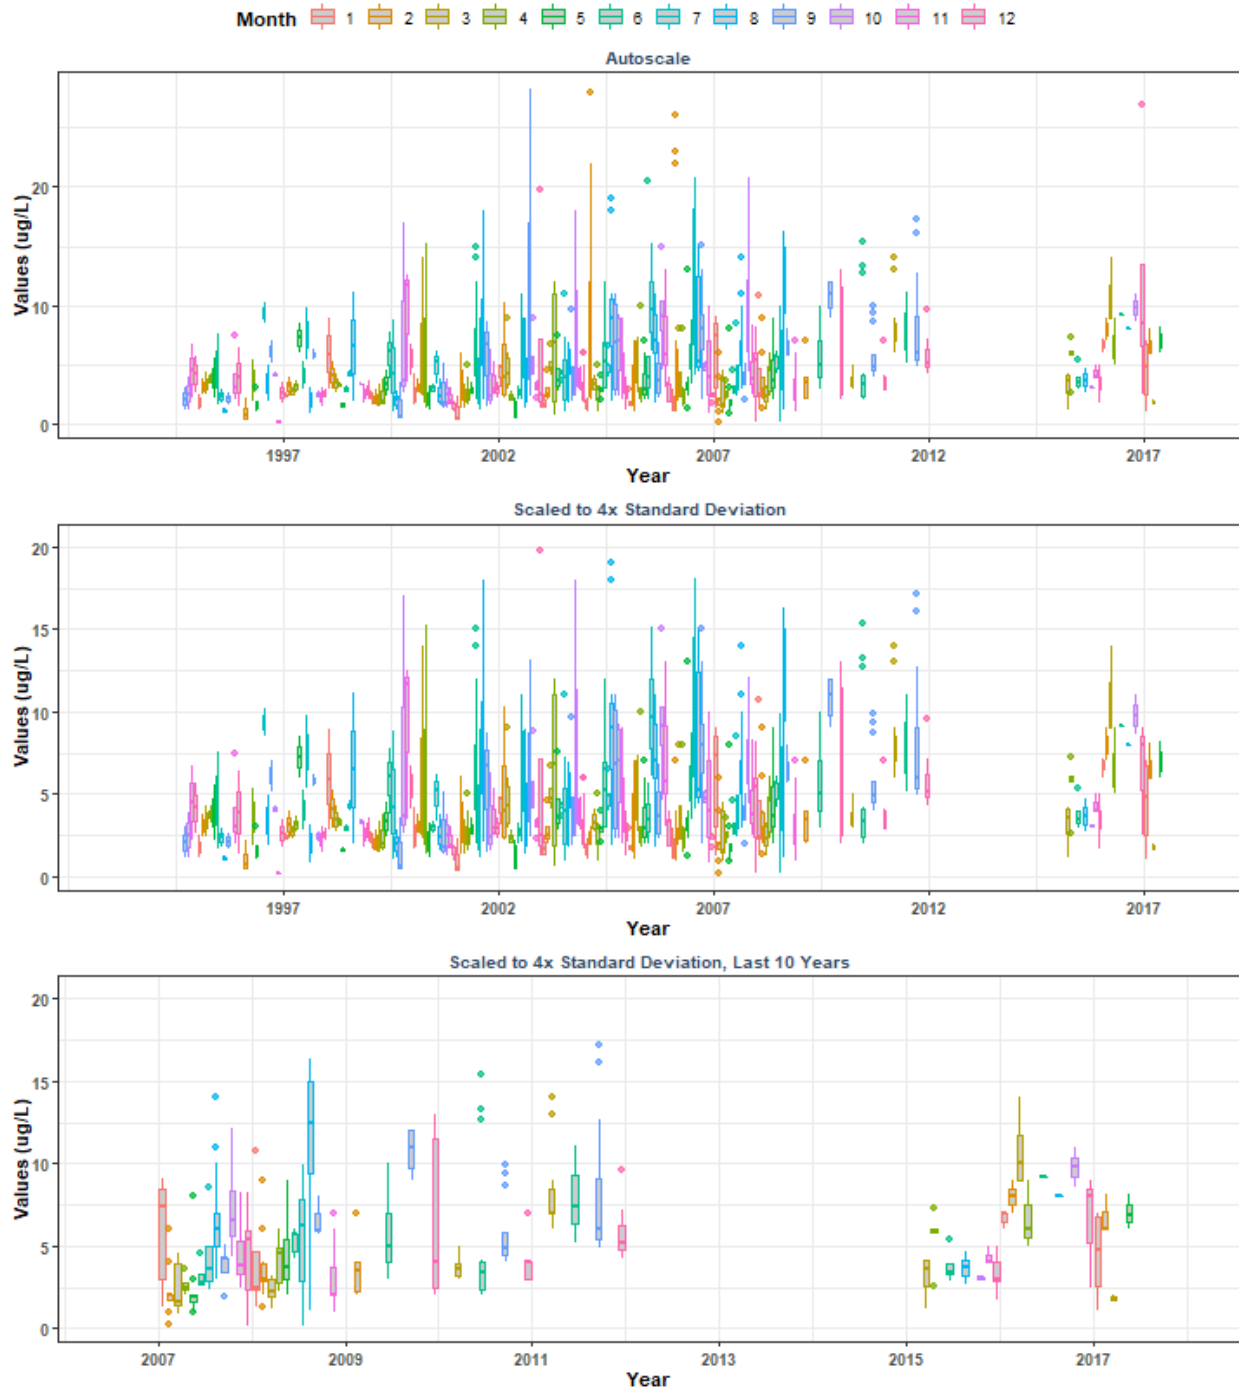 Month 1 2 3 4 5 6 7 8 9 10 11 12
Autoscale
Values (ug/L)
20
10
0
1997 2002 2007 2012 2017
Year
Scaled to 4x Standard Deviation
Values (ug/L)
20
15
10
5
0
1997 2002 2007 2012 2017
Year
Scaled to 4x Standard Deviation, Last 10 Years
Values (ug/L)
20
15
10
5
0
2007 2009 2011 2013 2015 2017
Year